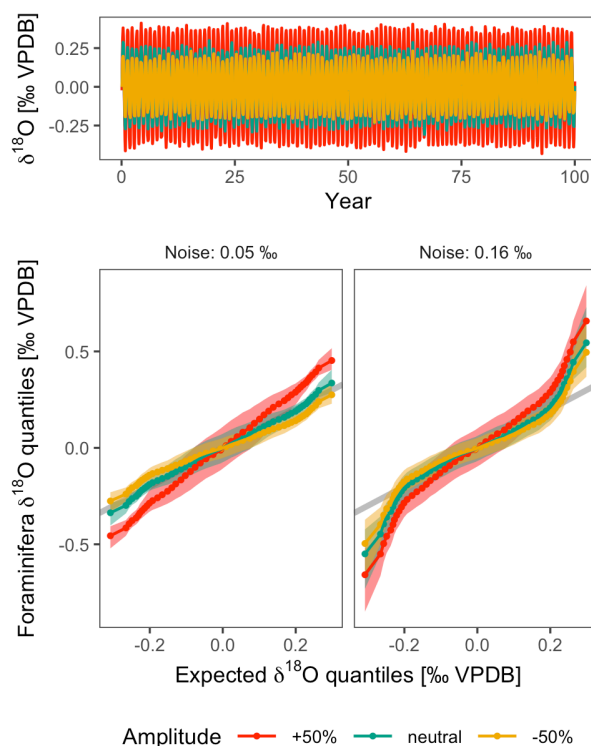 δ¹⁸O [‰ VPDB]
0.25
0.00
-0.25
0
25
50
75
100
Year
Noise: 0.05 ‰
Noise: 0.16 ‰
Foraminifera δ¹⁸O quantiles [‰ VPDB]
0.5
0.0
-0.5
-0.2
0.0
0.2
-0.2
0.0
0.2
Expected δ¹⁸O quantiles [‰ VPDB]
Amplitude +50% neutral -50%